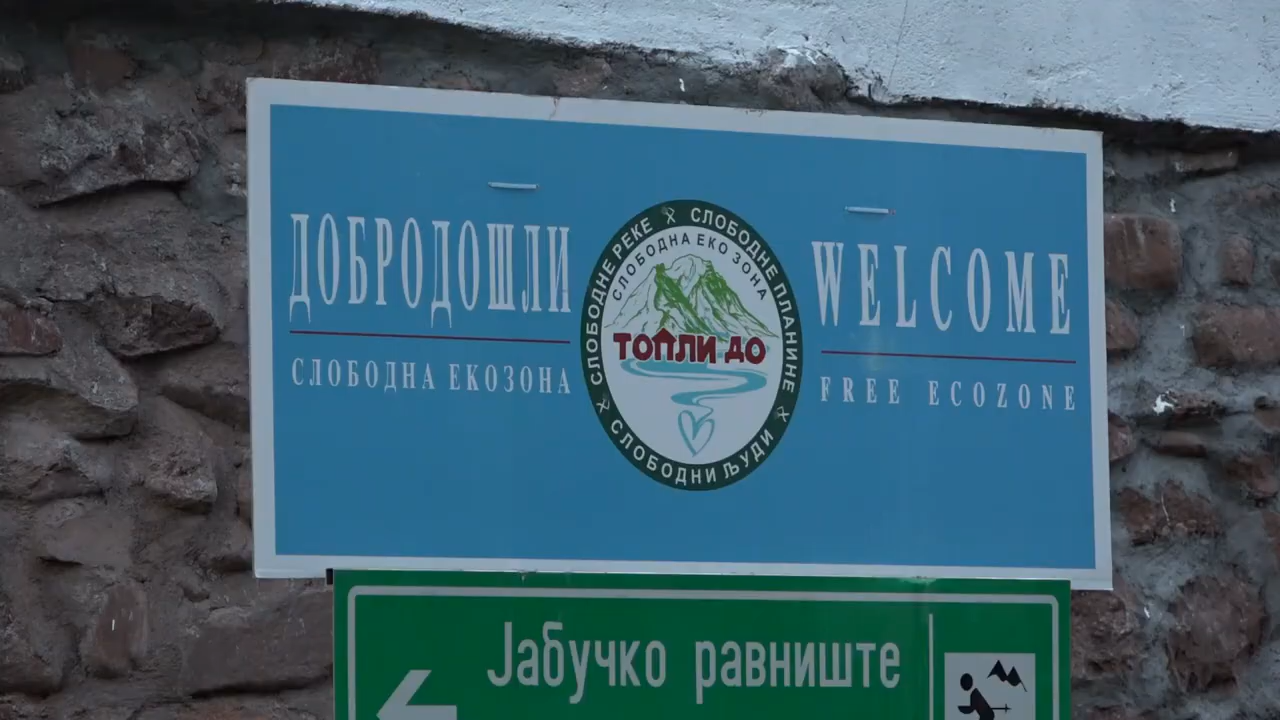 ДОБРОДОШЛИ
СЛОБОДНА ЕКОЗОНА
СЛОБОДНЕ РЕКЕ
СЛОБОДНЕ ПЛАНИНЕ
СЛОБОДНИ ЉУДИ
СЛОБОДНА ЕКО ЗОНА
ТОПЛИ ДО
WELCOME
FREE ECOZONE
Јабучко равниште